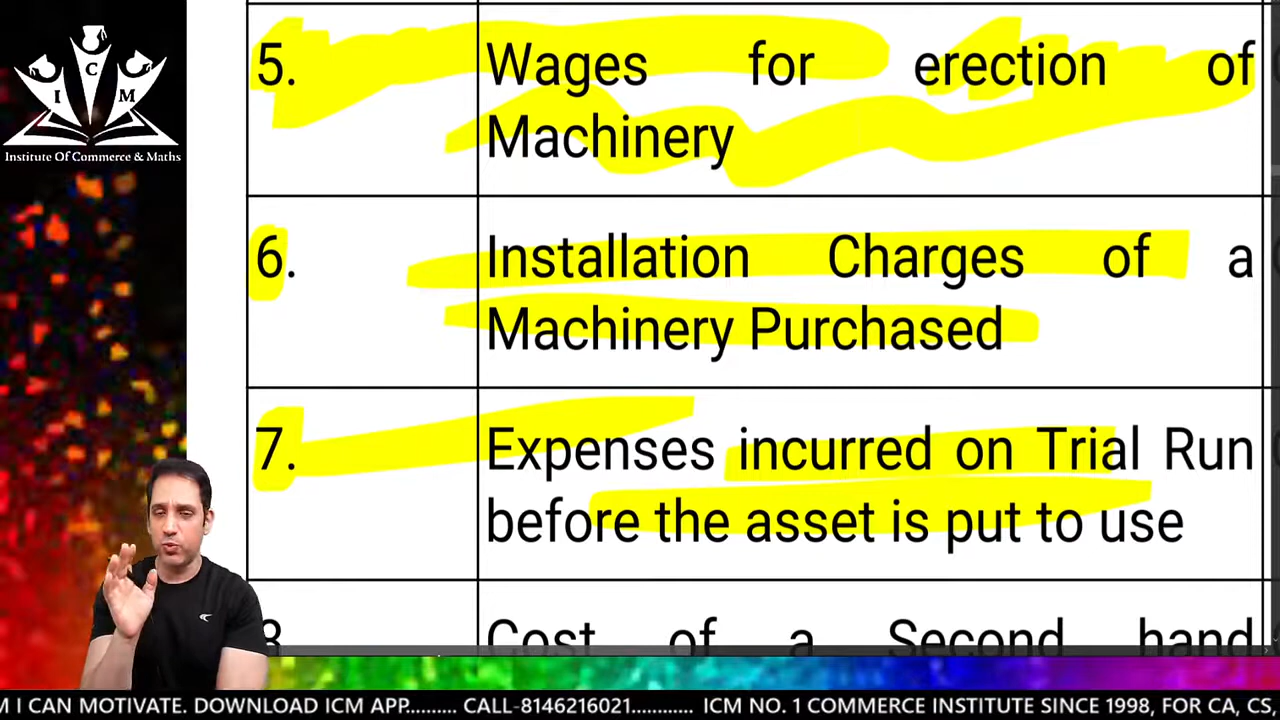 I C M
Institute Of Commerce & Maths
5. Wages for erection of
Machinery
6. Installation Charges of a
Machinery Purchased
7. Expenses incurred on Trial Run
before the asset is put to use
8. Cost of a Second hand
M I CAN MOTIVATE. DOWNLOAD ICM APP.......... CALL-8146216021............ ICM NO. 1 COMMERCE INSTITUTE SINCE 1998, FOR CA, CS,